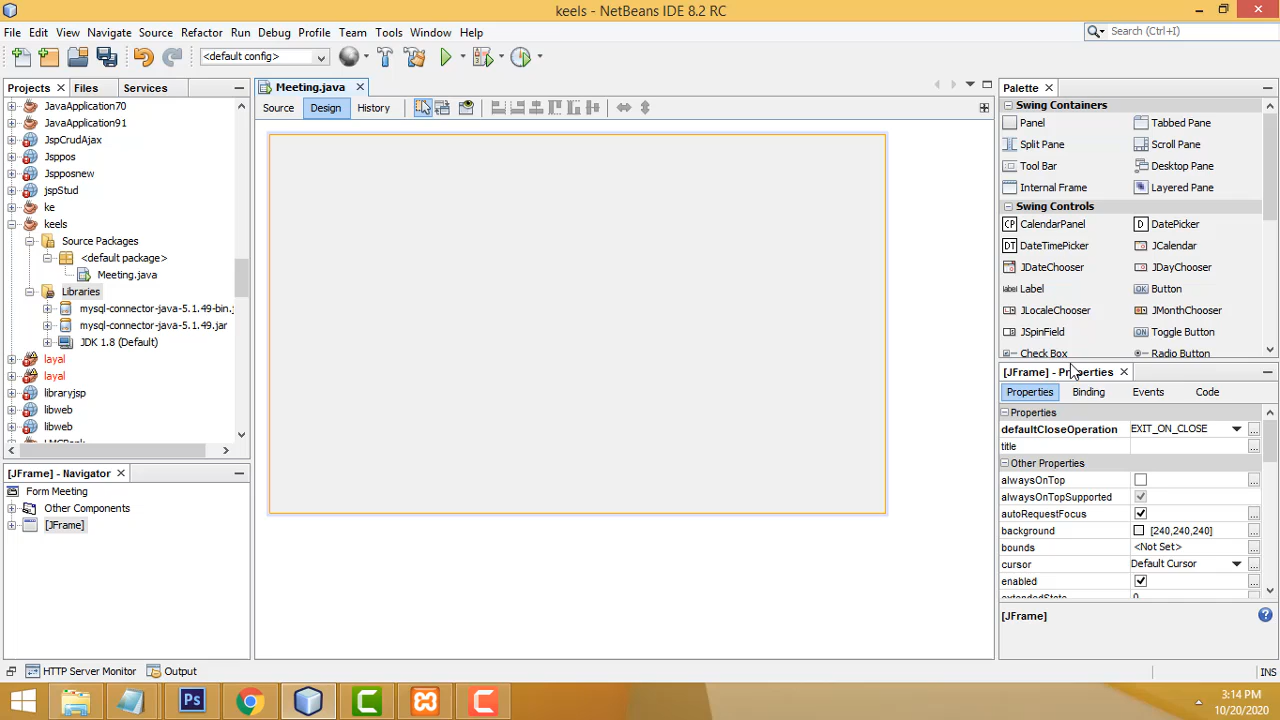 keels - NetBeans IDE 8.2 RC
File Edit View Navigate Source Refactor Run Debug Profile Team Tools Window Help
Search (Ctrl+I)
<default config>
Projects Files Services
JavaApplication70
JavaApplication91
JspCrudAjax
Jsppos
Jspposnew
jspStud
ke
keels
Source Packages
<default package>
Meeting.java
Libraries
mysql-connector-java-5.1.49-bin.j
mysql-connector-java-5.1.49.jar
JDK 1.8 (Default)
layal
layal
libraryjsp
libweb
libweb
[JFrame] - Navigator
Form Meeting
Other Components
[JFrame]
Meeting.java
Source Design History
Palette
Swing Containers
Panel Tabbed Pane
Split Pane Scroll Pane
Tool Bar Desktop Pane
Internal Frame Layered Pane
Swing Controls
CP CalendarPanel D DatePicker
DT DateTimePicker JCalendar
JDateChooser JDayChooser
label Label OK Button
JLocaleChooser JMonthChooser
JSpinField ON Toggle Button
Check Box Radio Button
[JFrame] - Properties
Properties Binding Events Code
Properties
defaultCloseOperation EXIT_ON_CLOSE
title
Other Properties
alwaysOnTop
alwaysOnTopSupported
autoRequestFocus
background [240,240,240]
bounds <Not Set>
cursor Default Cursor
enabled
[JFrame]
HTTP Server Monitor Output
INS
Ps
3:14 PM
10/20/2020